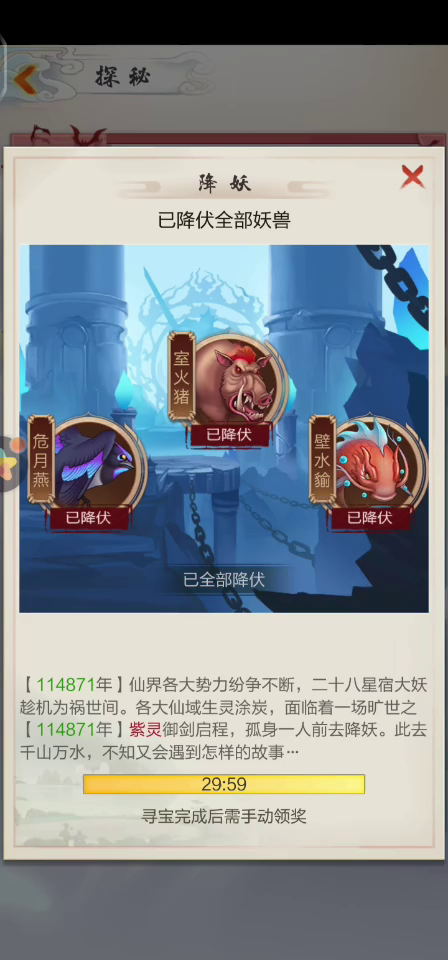 探秘
降妖
已降伏全部妖兽
室火猪
已降伏
危月燕
已降伏
壁水貐
已降伏
已全部降伏
【114871年】仙界各大势力纷争不断，二十八星宿大妖
趁机为祸世间。各大仙域生灵涂炭，面临着一场旷世之
【114871年】紫灵御剑启程，孤身一人前去降妖。此去
千山万水，不知又会遇到怎样的故事…
29:59
寻宝完成后需手动领奖